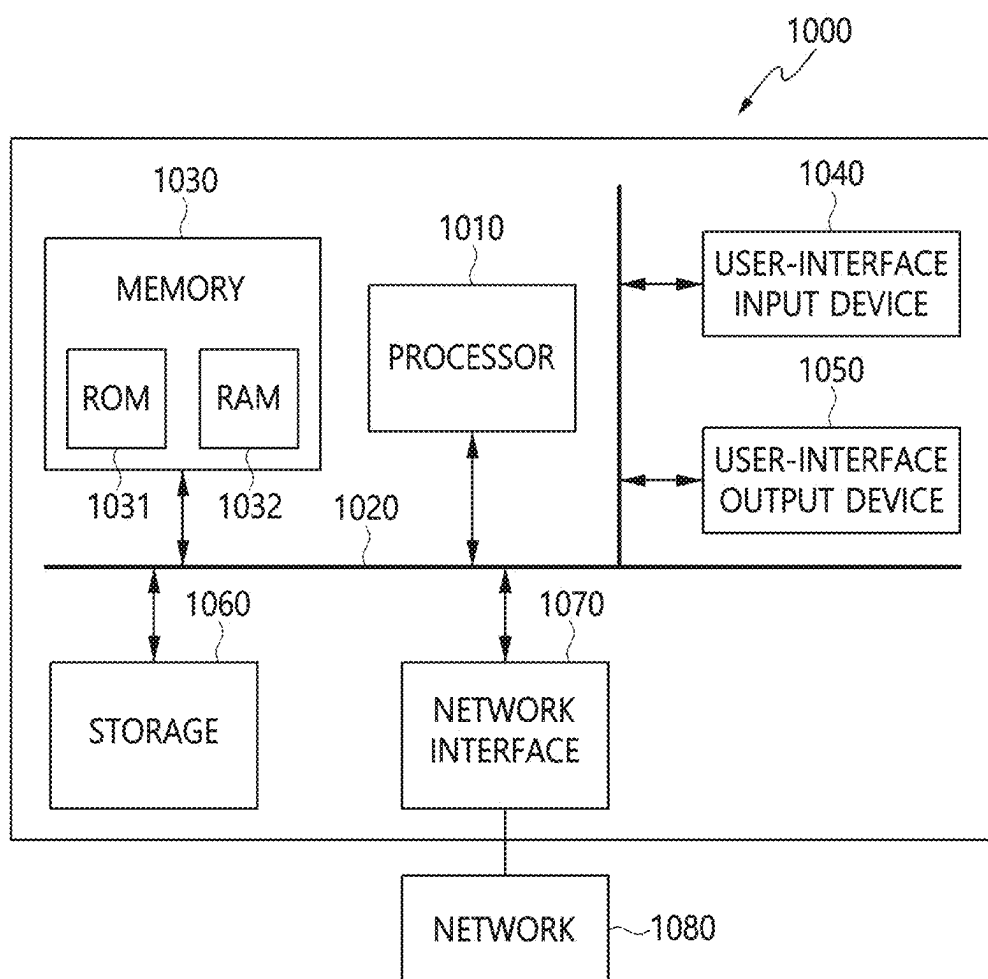 1000
1030
1010
1040
MEMORY
ROM
RAM
PROCESSOR
USER-INTERFACE
INPUT DEVICE
1050
USER-INTERFACE
OUTPUT DEVICE
1031
1032
1020
1060
1070
STORAGE
NETWORK
INTERFACE
NETWORK
1080